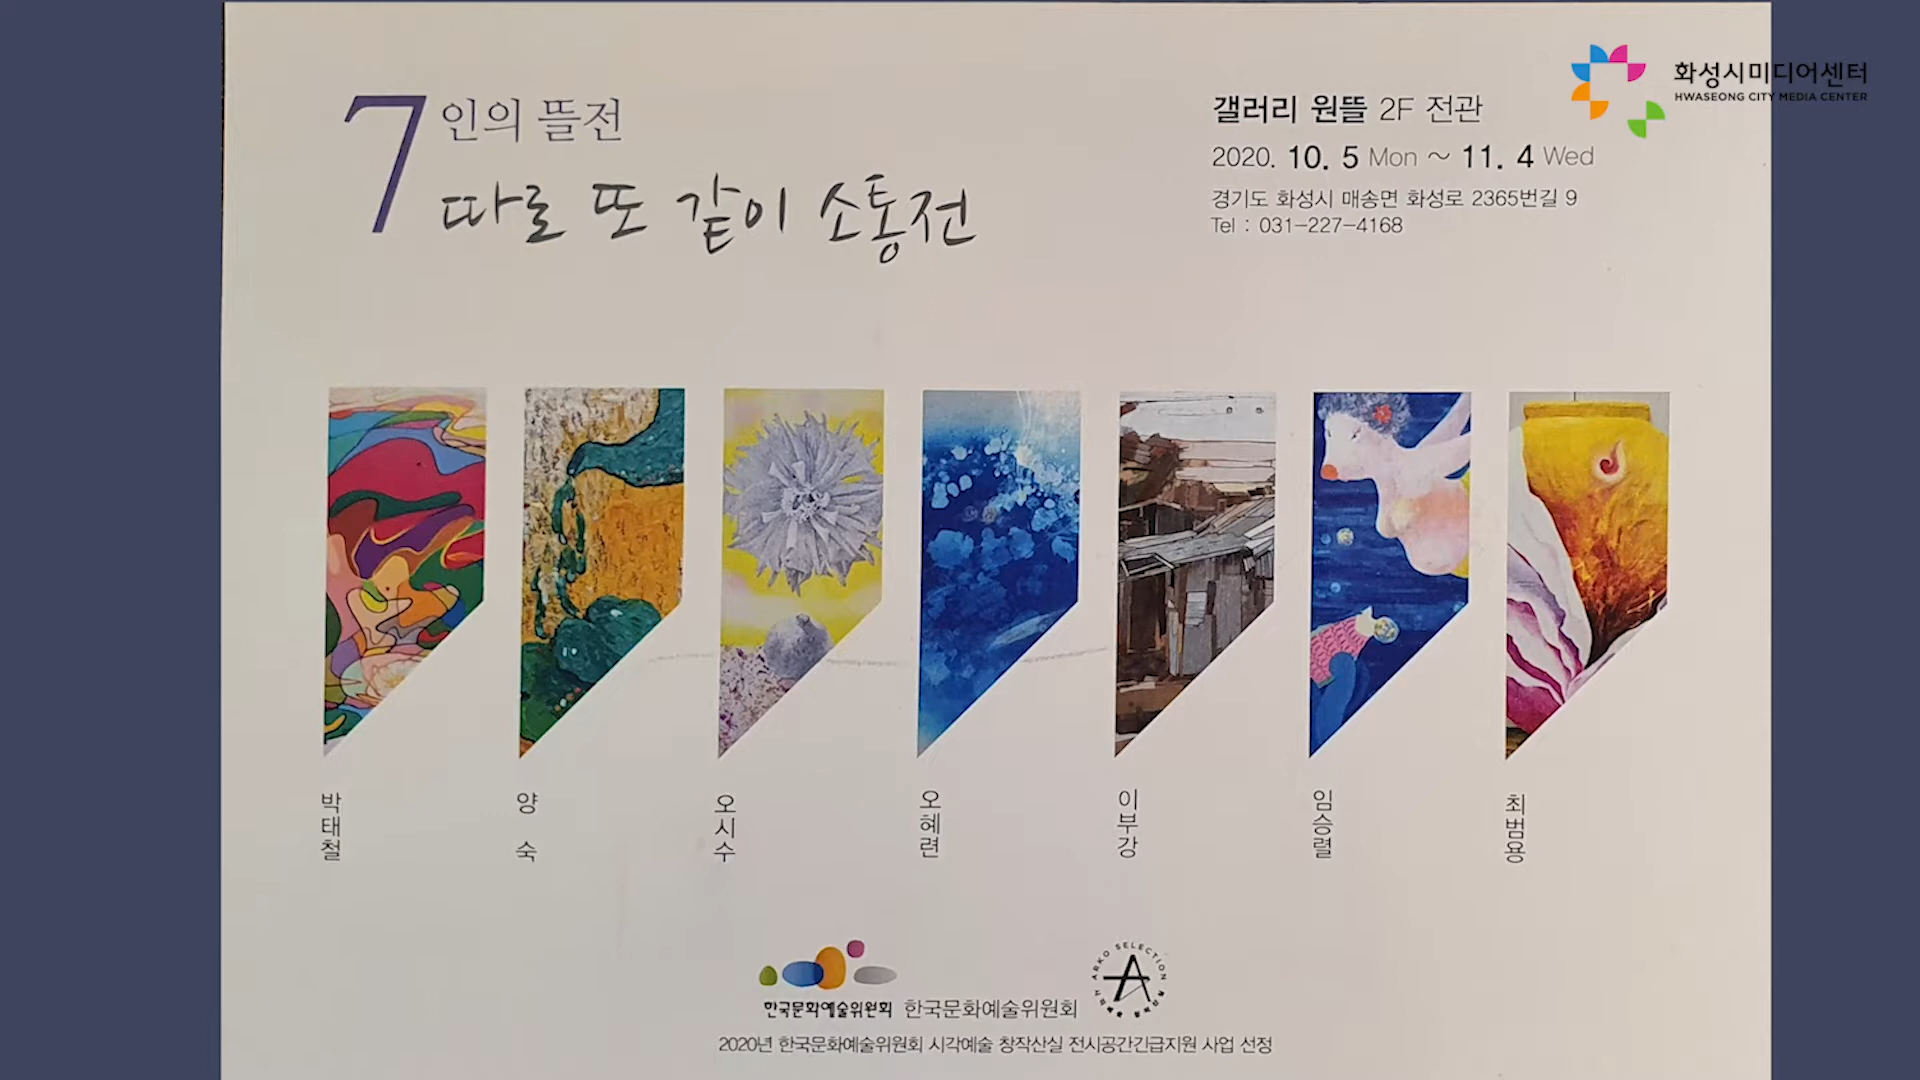 7인의 뜰전
따로 또 같이 소통전
갤러리 원뜰 2F 전관
2020. 10. 5 Mon ~ 11. 4 Wed
경기도 화성시 매송면 화성로 2365번길 9
Tel : 031-227-4168
화성시미디어센터
HWASEONG CITY MEDIA CENTER
박태철
양 숙
오시수
오혜련
이부강
임승렬
최범용
한국문화예술위원회 한국문화예술위원회
ARKO SELECTION
2020년 한국문화예술위원회 시각예술 창작산실 전시공간긴급지원 사업 선정